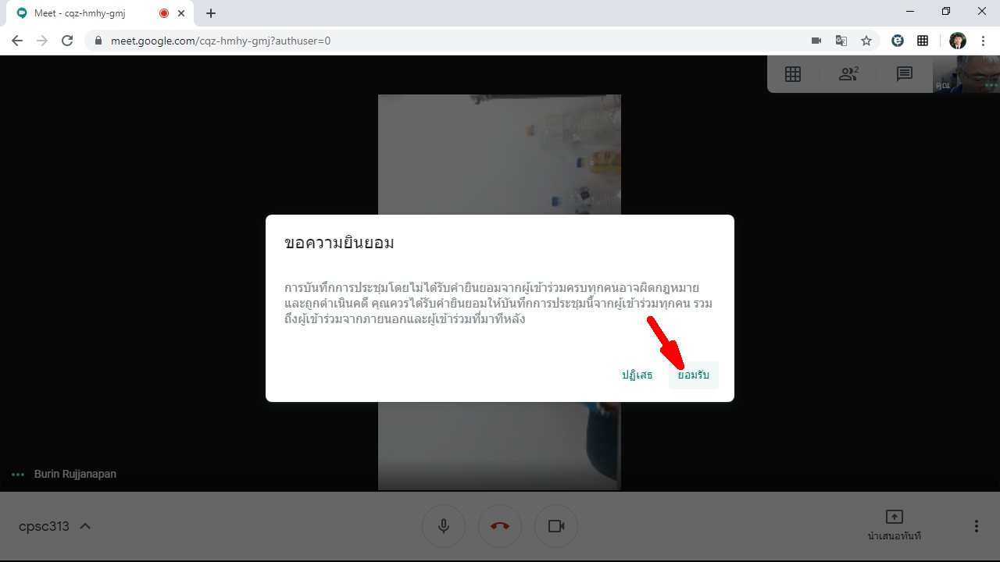 Meet - cqz-hmhy-gmj
meet.google.com/cqz-hmhy-gmj?authuser=0
2
คุณ
ขอความยินยอม
การบันทึกการประชุมโดยไม่ได้รับคำยินยอมจากผู้เข้าร่วมครบทุกคนอาจผิดกฎหมาย
และถูกดำเนินคดี คุณควรได้รับคำยินยอมให้บันทึกการประชุมนี้จากผู้เข้าร่วมทุกคน รวม
ถึงผู้เข้าร่วมจากภายนอกและผู้เข้าร่วมที่มาทีหลัง
ปฏิเสธ ยอมรับ
Burin Rujjanapan
cpsc313
นำเสนอทันที